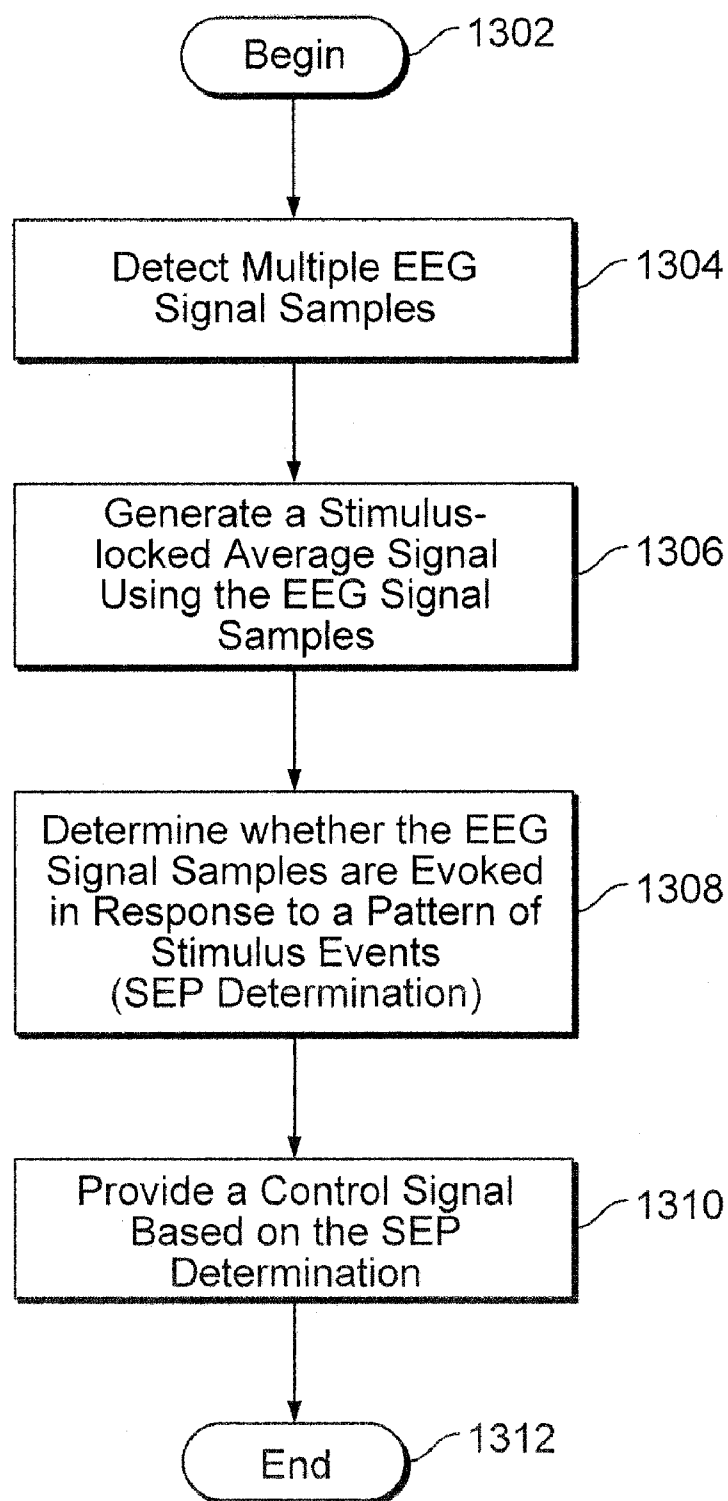 Begin
1302
Detect Multiple EEG
Signal Samples
1304
Generate a Stimulus-
locked Average Signal
Using the EEG Signal
Samples
1306
Determine whether the EEG
Signal Samples are Evoked
in Response to a Pattern of
Stimulus Events
(SEP Determination)
1308
Provide a Control Signal
Based on the SEP
Determination
1310
End
1312